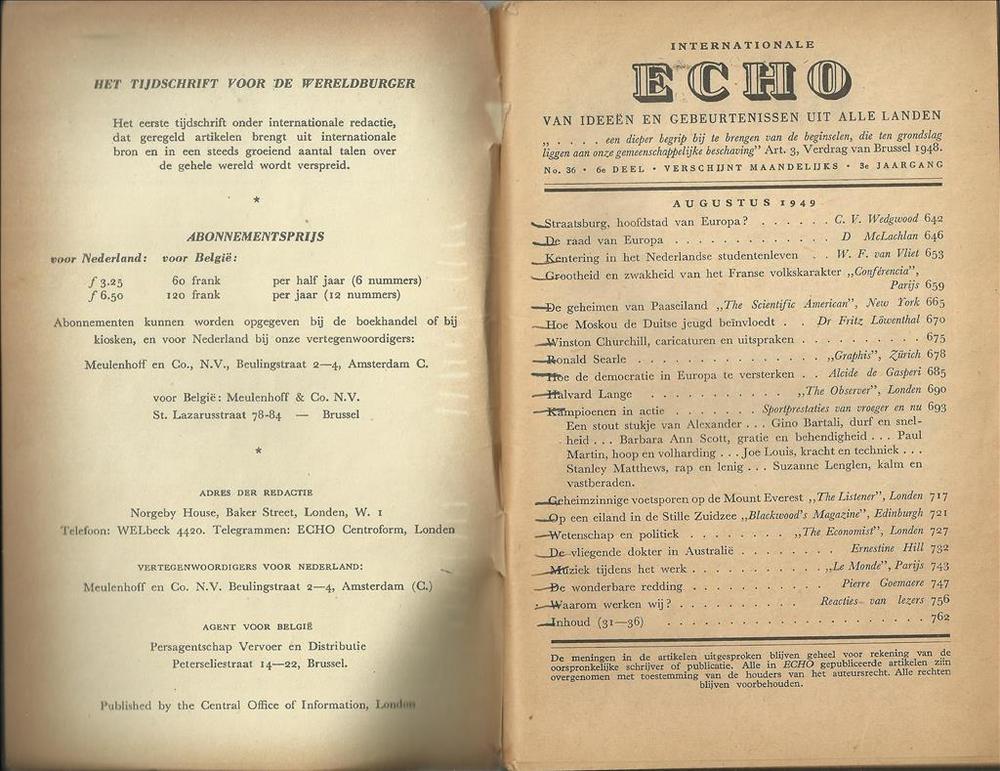 HET TIJDSCHRIFT VOOR DE WERELDBURGER
Het eerste tijdschrift onder internationale redactie,
dat geregeld artikelen brengt uit internationale
bron en in een steeds groeiend aantal talen over
de gehele wereld wordt verspreid.
*
ABONNEMENTSPRIJS
voor Nederland: voor België:
ƒ 3.25 60 frank per half jaar (6 nummers)
ƒ 6.50 120 frank per jaar (12 nummers)
Abonnementen kunnen worden opgegeven bij de boekhandel of bij
kiosken, en voor Nederland bij onze vertegenwoordigers:
Meulenhoff en Co., N.V., Beulingstraat 2—4, Amsterdam C.
voor België: Meulenhoff & Co. N.V.
St. Lazarusstraat 78-84 — Brussel
*
ADRES DER REDACTIE
Norgeby House, Baker Street, Londen, W. 1
Telefoon: WELbeck 4420. Telegrammen: ECHO Centroform, Londen
VERTEGENWOORDIGERS VOOR NEDERLAND:
Meulenhoff en Co. N.V. Beulingstraat 2—4, Amsterdam (C.)
AGENT VOOR BELGIË
Persagentschap Vervoer en Distributie
Peterseliestraat 14—22, Brussel.
Published by the Central Office of Information, London
INTERNATIONALE
ECHO
VAN IDEEËN EN GEBEURTENISSEN UIT ALLE LANDEN
„ . . . . een dieper begrip bij te brengen van de beginselen, die ten grondslag
liggen aan onze gemeenschappelijke beschaving" Art. 3, Verdrag van Brussel 1948.
No. 36 · 6e DEEL · VERSCHIJNT MAANDELIJKS · 3e JAARGANG
AUGUSTUS 1949
Straatsburg, hoofdstad van Europa? . . . . . . C. V. Wedgwood 642
De raad van Europa . . . . . . . . . . . . . D McLachlan 646
Kentering in het Nederlandse studentenleven . . W. F. van Vliet 653
Grootheid en zwakheid van het Franse volkskarakter „Conférencia",
Parijs 659
De geheimen van Paaseiland „The Scientific American", New York 665
Hoe Moskou de Duitse jeugd beïnvloedt . . Dr Fritz Löwenthal 670
Winston Churchill, caricaturen en uitspraken . . . . . . . . . . 675
Ronald Searle . . . . . . . . . . . . . . . „Graphis", Zürich 678
Hoe de democratie in Europa te versterken . . Alcide de Gasperi 685
Halvard Lange . . . . . . . . . . . „The Observer", Londen 690
Kampioenen in actie . . . . . . . Sportprestaties van vroeger en nu 693
Een stout stukje van Alexander . . . Gino Bartali, durf en snel-
heid . . . Barbara Ann Scott, gratie en behendigheid . . . Paul
Martin, hoop en volharding . . . Joe Louis, kracht en techniek . . .
Stanley Matthews, rap en lenig . . . Suzanne Lenglen, kalm en
vastberaden.
Geheimzinnige voetsporen op de Mount Everest „The Listener", Londen 717
Op een eiland in de Stille Zuidzee „Blackwood's Magazine", Edinburgh 721
Wetenschap en politiek . . . . . . . . . „The Economist", Londen 727
De vliegende dokter in Australië . . . . . . . . Ernestine Hill 732
Muziek tijdens het werk . . . . . . . . . . . . „Le Monde", Parijs 743
De wonderbare redding . . . . . . . . . . . Pierre Goemaere 747
Waarom werken wij? . . . . . . . . . . . Reacties van lezers 756
Inhoud (31—36) . . . . . . . . . . . . . . . . . . . . 762
De meningen in de artikelen uitgesproken blijven geheel voor rekening van de
oorspronkelijke schrijver of publicatie. Alle in ECHO gepubliceerde artikelen zijn
overgenomen met toestemming van de houders van het auteursrecht. Alle rechten
blijven voorbehouden.